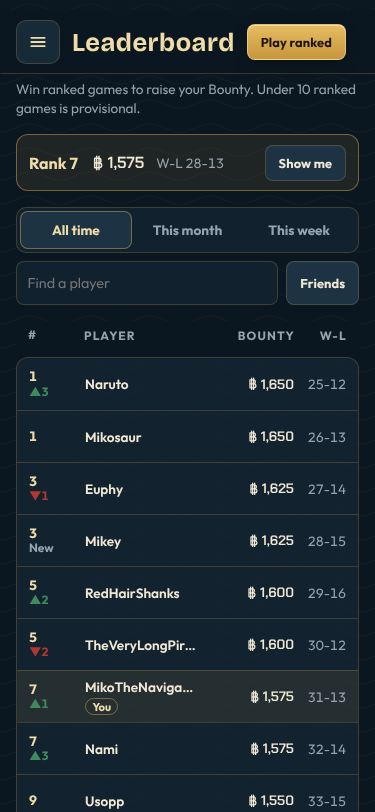 Leaderboard
Play ranked
Win ranked games to raise your Bounty. Under 10 ranked
games is provisional.
Rank 7 ฿ 1,575 W-L 28-13 Show me
All time This month This week
Find a player Friends
# PLAYER BOUNTY W-L
1 ▲3 Naruto ฿ 1,650 25-12
1 Mikosaur ฿ 1,650 26-13
3 ▼1 Euphy ฿ 1,625 27-14
3 New Mikey ฿ 1,625 28-15
5 ▲2 RedHairShanks ฿ 1,600 29-16
5 ▼2 TheVeryLongPir... ฿ 1,600 30-12
7 ▲1 MikoTheNaviga... You ฿ 1,575 31-13
7 ▲3 Nami ฿ 1,575 32-14
9 Usopp ฿ 1,550 33-15